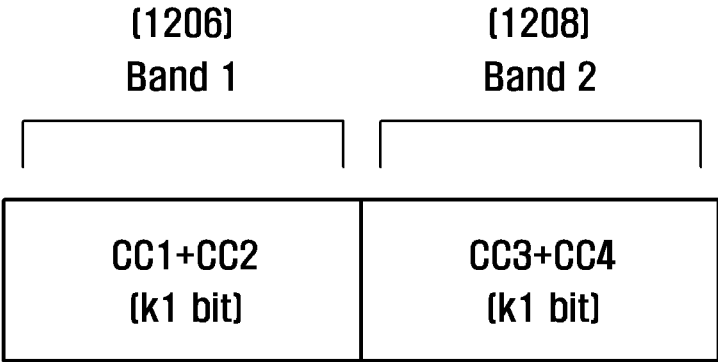 (1206)
Band 1
(1208)
Band 2
CC1+CC2
(k1 bit)
CC3+CC4
(k1 bit)